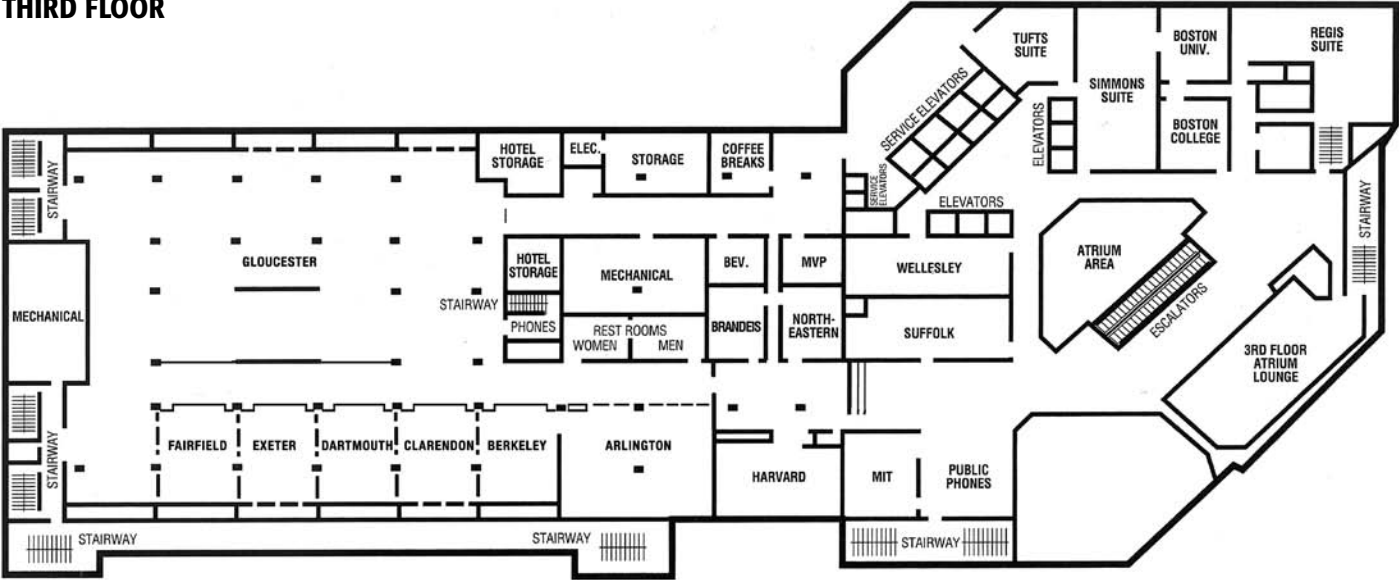 THIRD FLOOR
TUFTS
SUITE
BOSTON
UNIV.
REGIS
SUITE
SIMMONS
SUITE
SERVICE ELEVATORS
ELEVATORS
BOSTON
COLLEGE
STAIRWAY
HOTEL
STORAGE
ELEC.
STORAGE
COFFEE
BREAKS
SERVICE
ELEVATORS
ELEVATORS
STAIRWAY
GLOUCESTER
HOTEL
STORAGE
MECHANICAL
BEV.
MVP
WELLESLEY
ATRIUM
AREA
ESCALATORS
MECHANICAL
STAIRWAY
PHONES
REST ROOMS
WOMEN
MEN
BRANDEIS
NORTH-
EASTERN
SUFFOLK
3RD FLOOR
ATRIUM
LOUNGE
STAIRWAY
FAIRFIELD
EXETER
DARTMOUTH
CLARENDON
BERKELEY
ARLINGTON
HARVARD
MIT
PUBLIC
PHONES
STAIRWAY
STAIRWAY
STAIRWAY